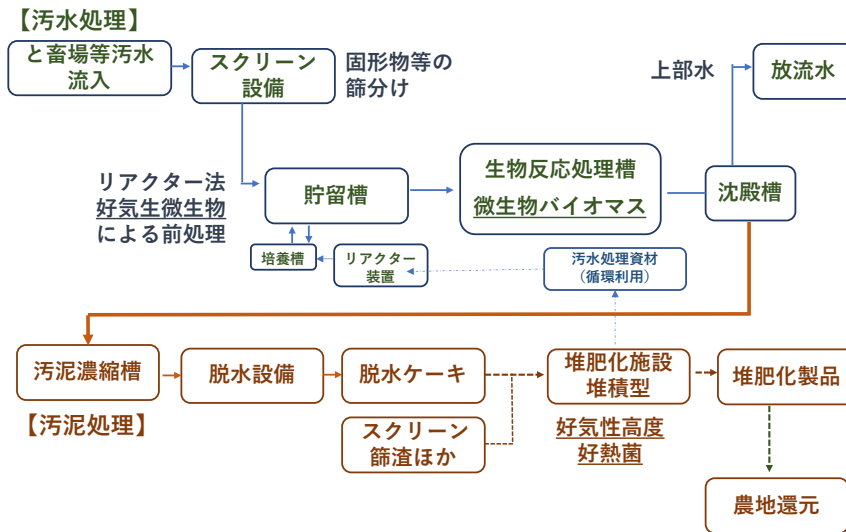 【汚水処理】
と畜場等汚水
流入
スクリーン
設備
固形物等の
篩分け
上部水
放流水
リアクター法
好気生微生物
による前処理
貯留槽
生物反応処理槽
微生物バイオマス
沈殿槽
培養槽
リアクター
装置
汚水処理資材
（循環利用）
汚泥濃縮槽
脱水設備
脱水ケーキ
堆肥化施設
堆積型
堆肥化製品
【汚泥処理】
スクリーン
篩渣ほか
好気性高度
好熱菌
農地還元